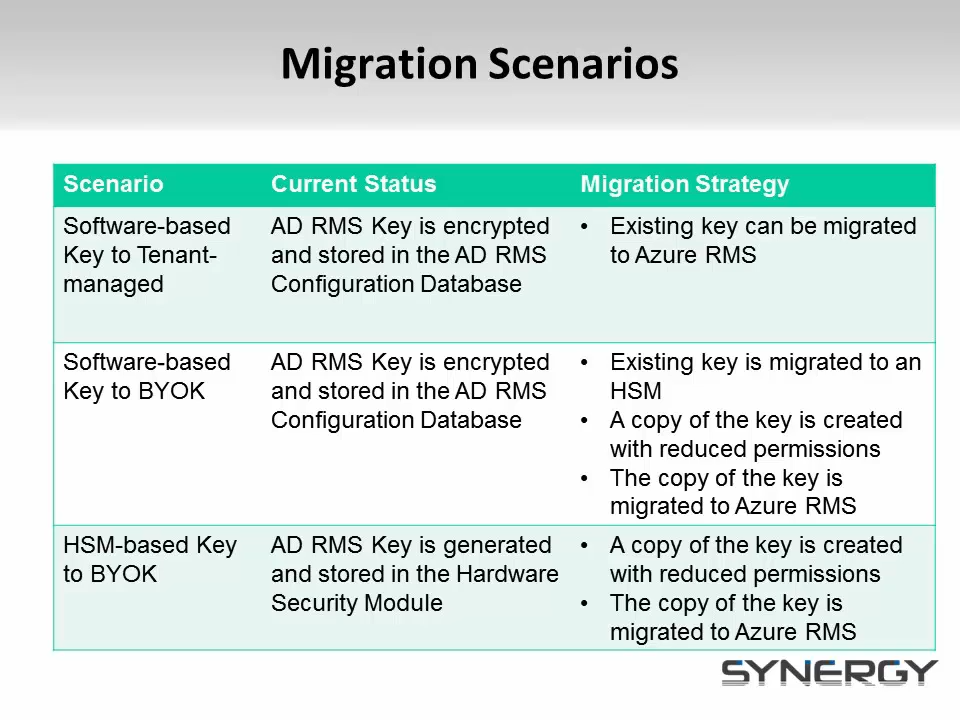 Migration Scenarios
Scenario
Current Status
Migration Strategy
Software-based
Key to Tenant-
managed
AD RMS Key is encrypted
and stored in the AD RMS
Configuration Database
• Existing key can be migrated
to Azure RMS
Software-based
Key to BYOK
AD RMS Key is encrypted
and stored in the AD RMS
Configuration Database
• Existing key is migrated to an
HSM
• A copy of the key is created
with reduced permissions
• The copy of the key is
migrated to Azure RMS
HSM-based Key
to BYOK
AD RMS Key is generated
and stored in the Hardware
Security Module
• A copy of the key is created
with reduced permissions
• The copy of the key is
migrated to Azure RMS
SYNERGY